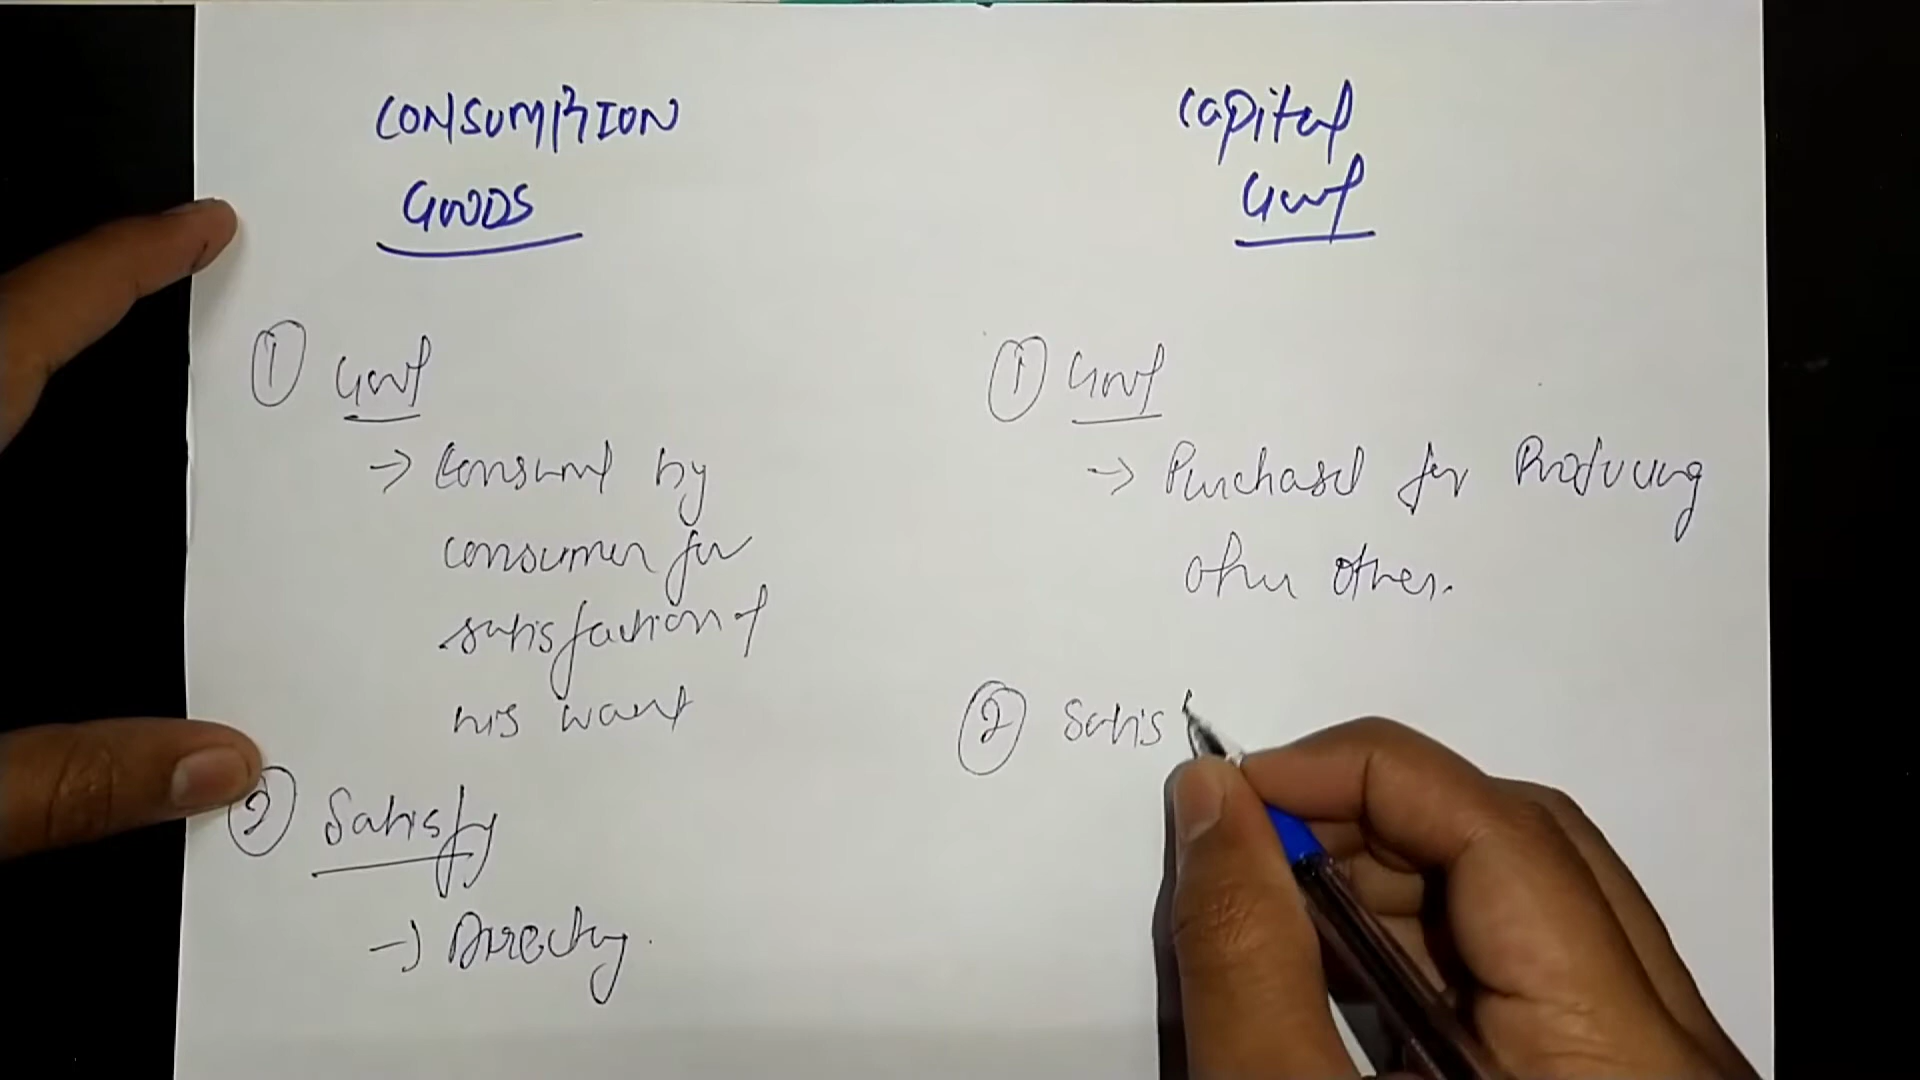 CONSUMPTION
GOODS
① Good
→ Consumed by
consumer for
satisfaction of
his want
② Satisfy
→ Directly.
Capital
Good
① Good
→ Purchased for Producing
other other.
② Satis